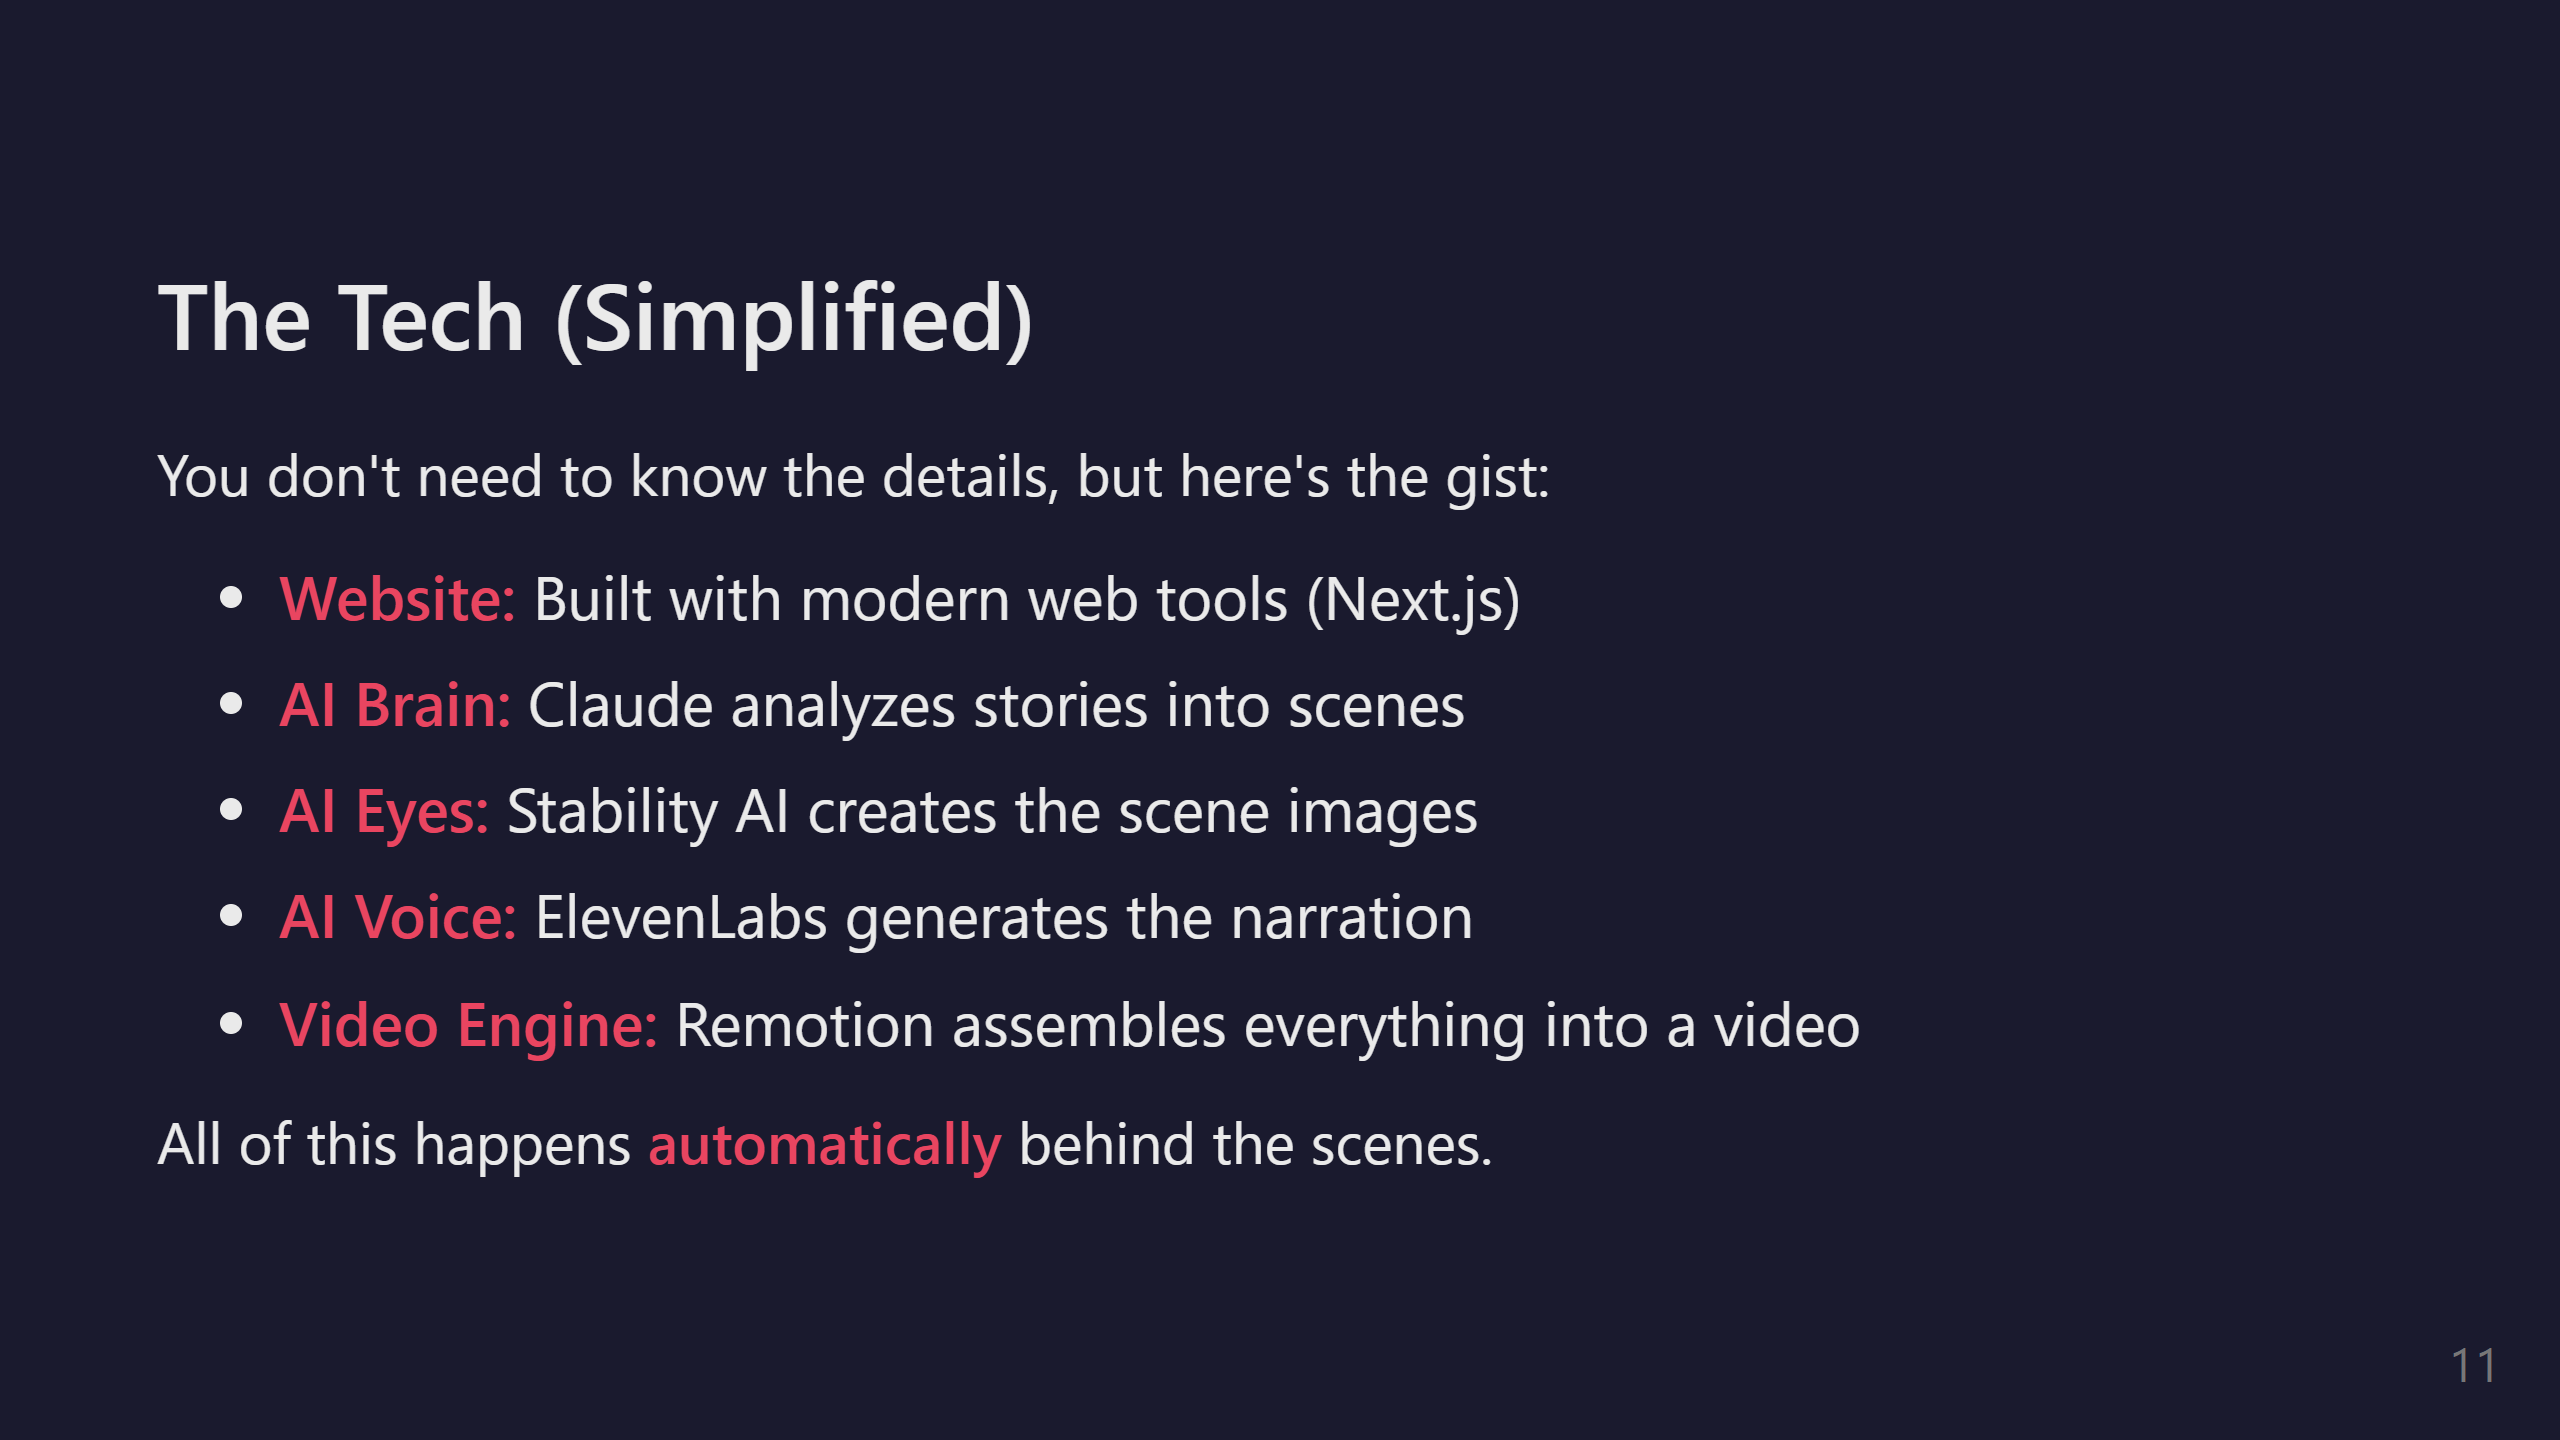 The Tech (Simplified)
You don't need to know the details, but here's the gist:
• Website: Built with modern web tools (Next.js)
• AI Brain: Claude analyzes stories into scenes
• AI Eyes: Stability AI creates the scene images
• AI Voice: ElevenLabs generates the narration
• Video Engine: Remotion assembles everything into a video
All of this happens automatically behind the scenes.
11